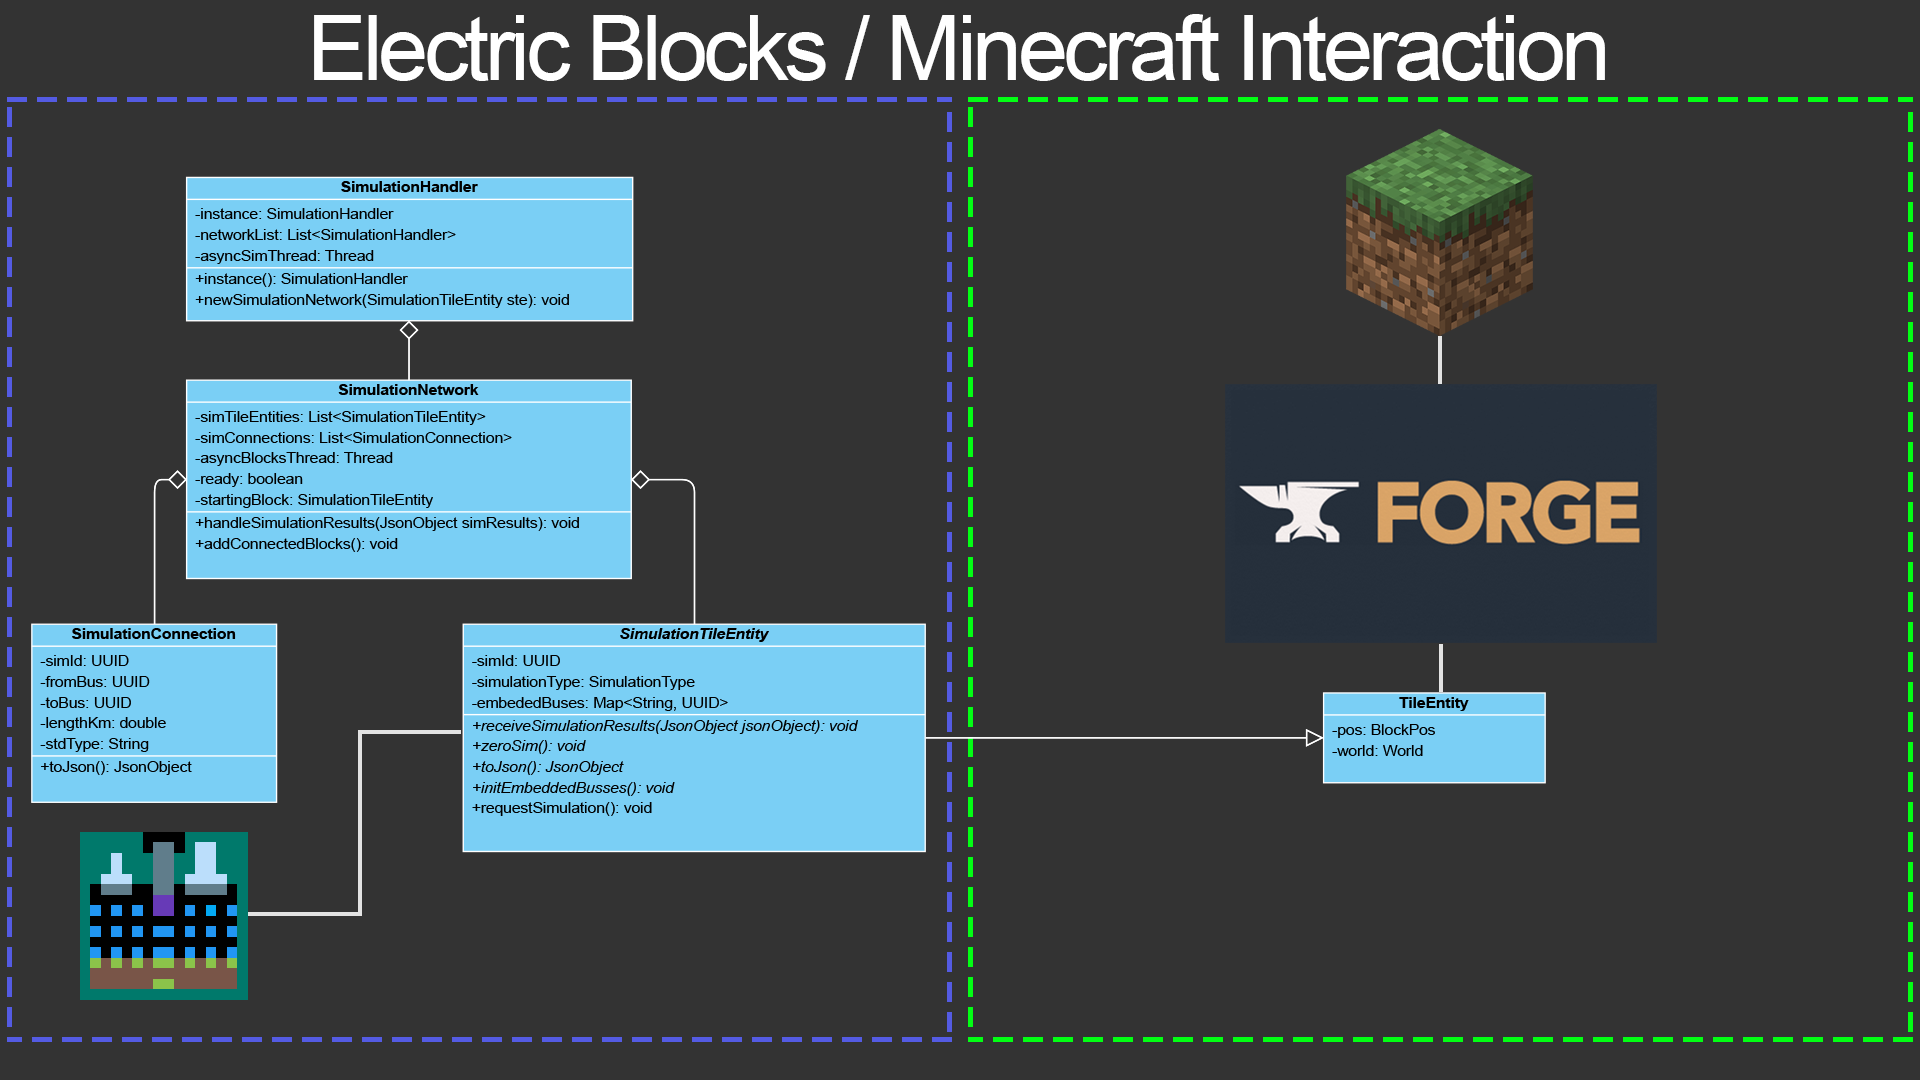 Electric Blocks / Minecraft Interaction
SimulationHandler
-instance: SimulationHandler
-networkList: List<SimulationHandler>
-asyncSimThread: Thread
+instance(): SimulationHandler
+newSimulationNetwork(SimulationTileEntity ste): void
SimulationNetwork
-simTileEntities: List<SimulationTileEntity>
-simConnections: List<SimulationConnection>
-asyncBlocksThread: Thread
-ready: boolean
-startingBlock: SimulationTileEntity
+handleSimulationResults(JsonObject simResults): void
+addConnectedBlocks(): void
SimulationConnection
-simId: UUID
-fromBus: UUID
-toBus: UUID
-lengthKm: double
-stdType: String
+toJson(): JsonObject
SimulationTileEntity
-simId: UUID
-simulationType: SimulationType
-embededBuses: Map<String, UUID>
+receiveSimulationResults(JsonObject jsonObject): void
+zeroSim(): void
+toJson(): JsonObject
+initEmbeddedBusses(): void
+requestSimulation(): void
FORGE
TileEntity
-pos: BlockPos
-world: World